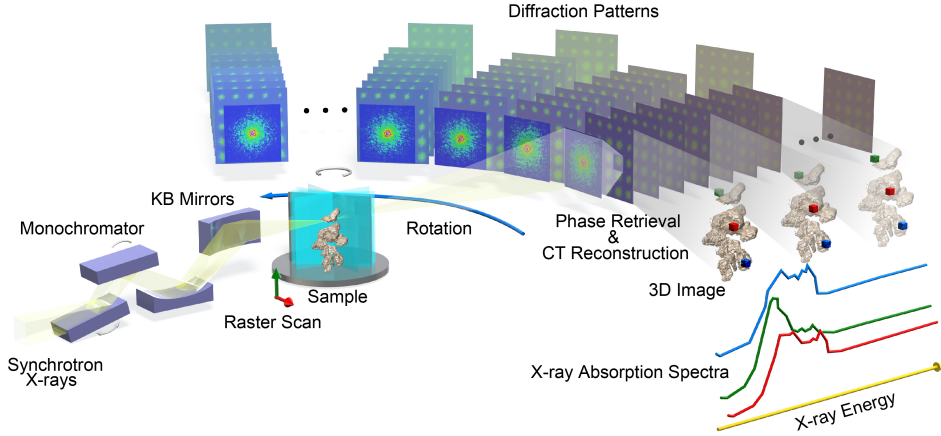 Diffraction Patterns
KB Mirrors
Monochromator
Rotation
Phase Retrieval
&
CT Reconstruction
Sample
3D Image
Raster Scan
Synchrotron
X-rays
X-ray Absorption Spectra
X-ray Energy